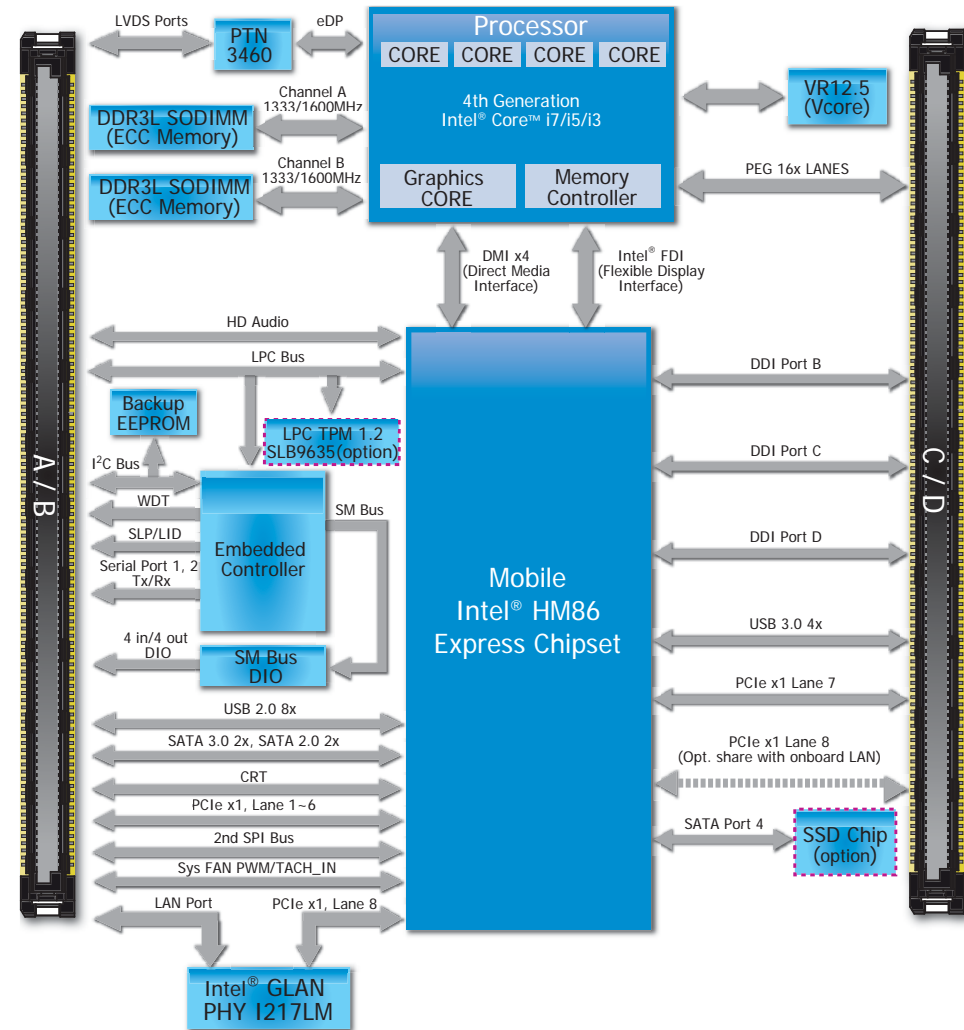 LVDS Ports
PTN
3460
eDP
Processor
CORE CORE CORE CORE
4th Generation
Intel® Core™ i7/i5/i3
Graphics
CORE
Memory
Controller
VR12.5
(Vcore)
Channel A
1333/1600MHz
DDR3L SODIMM
(ECC Memory)
Channel B
1333/1600MHz
DDR3L SODIMM
(ECC Memory)
PEG 16x LANES
DMI x4
(Direct Media
Interface)
Intel® FDI
(Flexible Display
Interface)
HD Audio
LPC Bus
Backup
EEPROM
LPC TPM 1.2
SLB9635(option)
I²C Bus
WDT
SLP/LID
Serial Port 1, 2
Tx/Rx
Embedded
Controller
SM Bus
4 in/4 out
DIO
SM Bus
DIO
A / B
Mobile
Intel® HM86
Express Chipset
C / D
DDI Port B
DDI Port C
DDI Port D
USB 3.0 4x
PCIe x1 Lane 7
PCIe x1 Lane 8
(Opt. share with onboard LAN)
SATA Port 4
SSD Chip
(option)
USB 2.0 8x
SATA 3.0 2x, SATA 2.0 2x
CRT
PCIe x1, Lane 1~6
2nd SPI Bus
Sys FAN PWM/TACH_IN
LAN Port
PCIe x1, Lane 8
Intel® GLAN
PHY I217LM